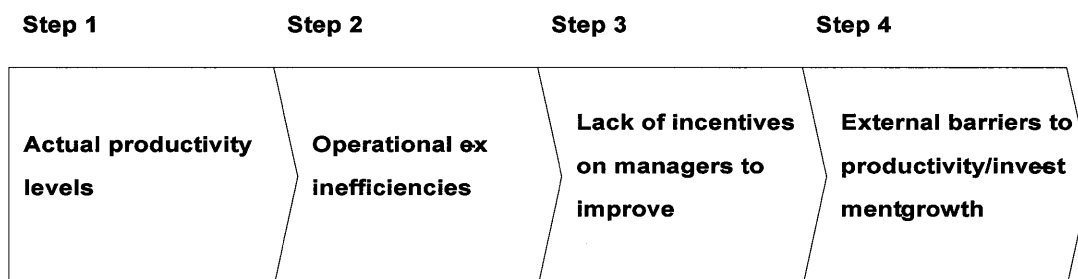 Step 1
Step 2
Step 3
Step 4
Actual productivity
levels
Operational ex
inefficiencies
Lack of incentives
on managers to
improve
External barriers to
productivity/invest
mentgrowth